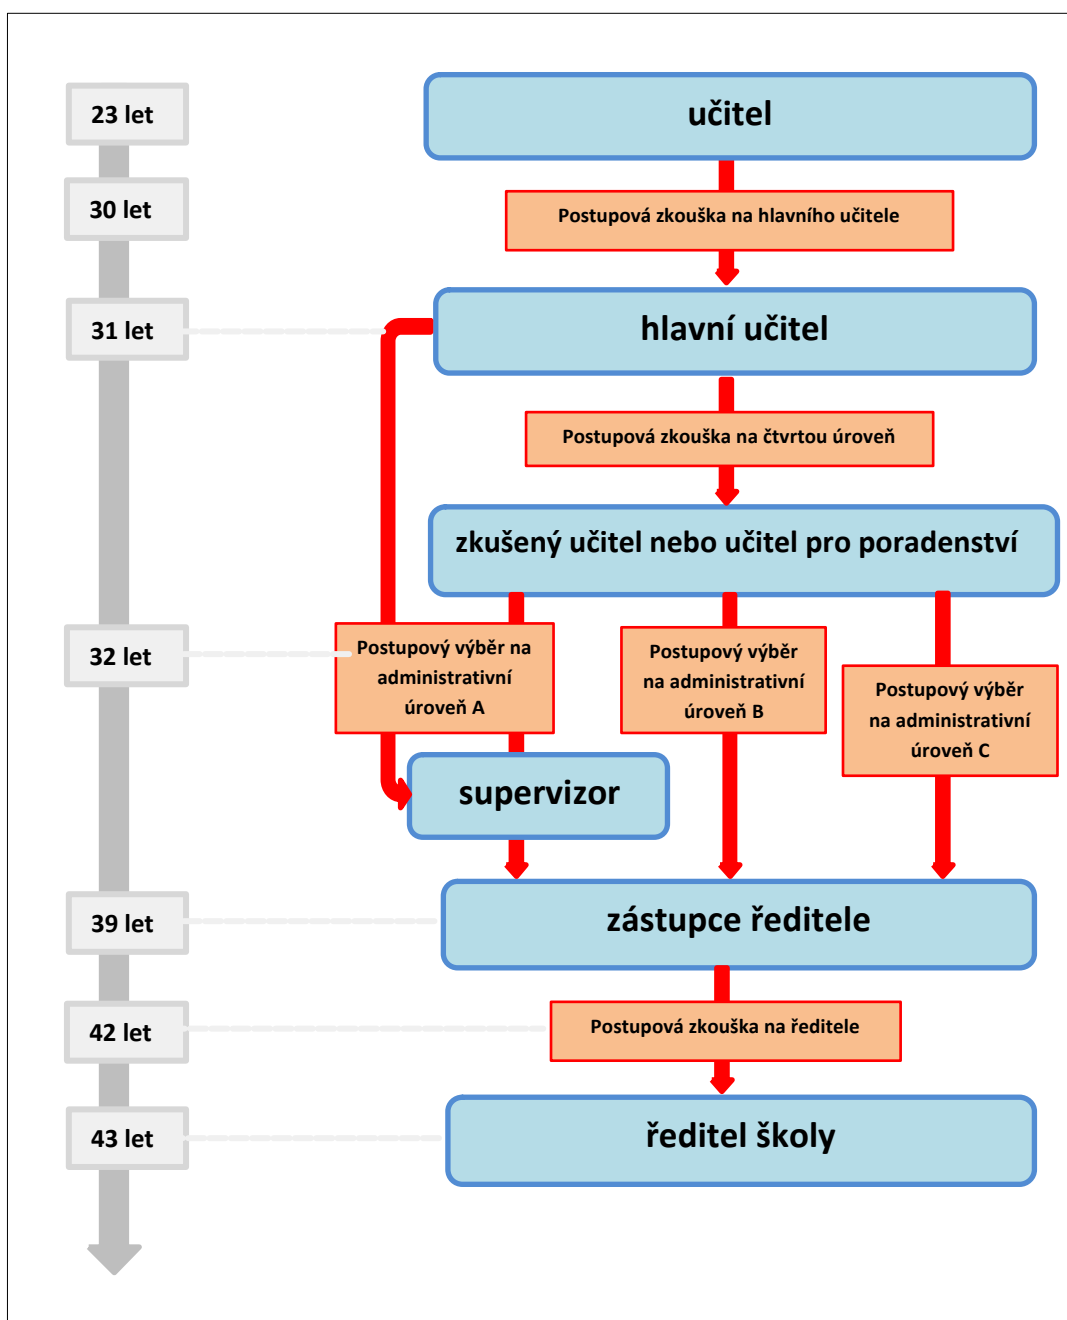 23 let
učitel
30 let
Postupová zkouška na hlavního učitele
31 let
hlavní učitel
Postupová zkouška na čtvrtou úroveň
zkušený učitel nebo učitel pro poradenství
32 let
Postupový výběr na
administrativní
úroveň A
Postupový výběr
na administrativní
úroveň B
Postupový výběr
na administrativní
úroveň C
supervizor
39 let
zástupce ředitele
42 let
Postupová zkouška na ředitele
43 let
ředitel školy